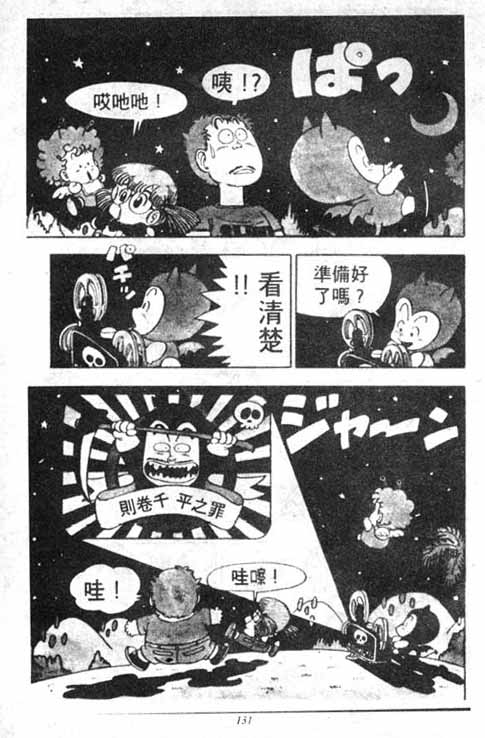 ぱっ
咦!?
哎吔吔！
準備好
了嗎？
看清楚
!!
パチッ
ジャーン
則卷千平之罪
哇嘷！
哇！
131